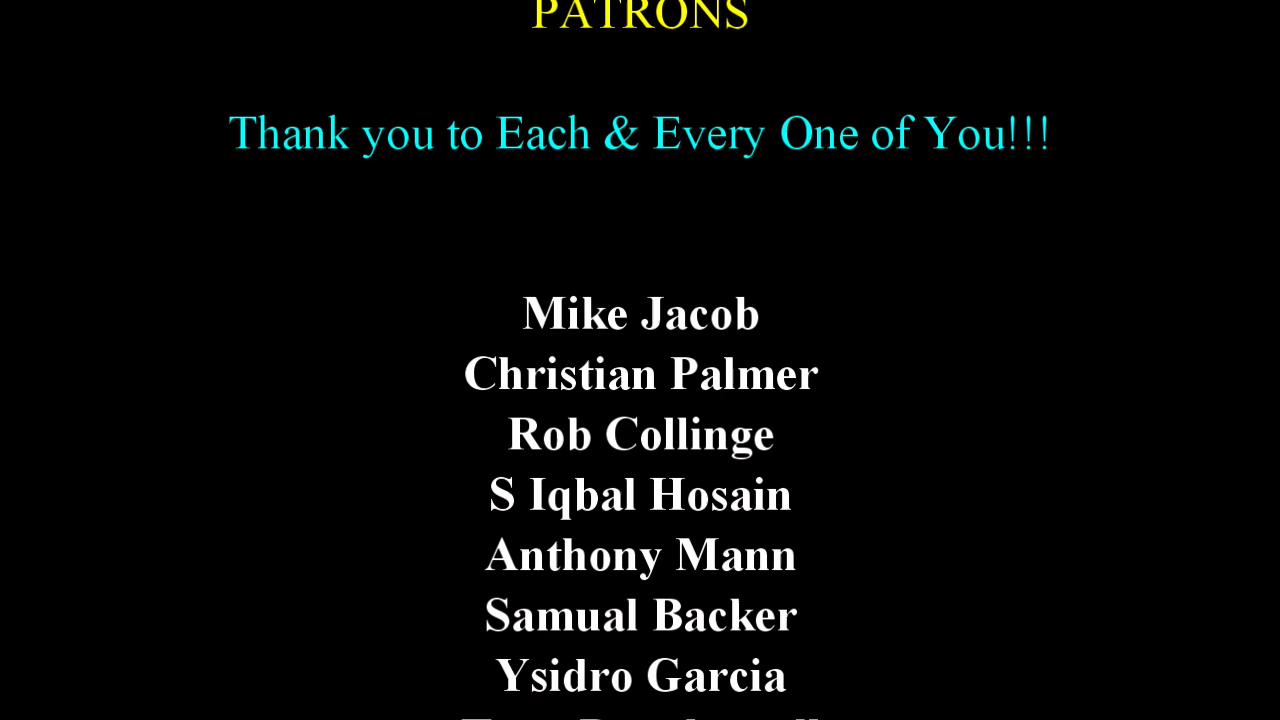 PATRONS
Thank you to Each & Every One of You!!!
Mike Jacob
Christian Palmer
Rob Collinge
S Iqbal Hosain
Anthony Mann
Samual Backer
Ysidro Garcia